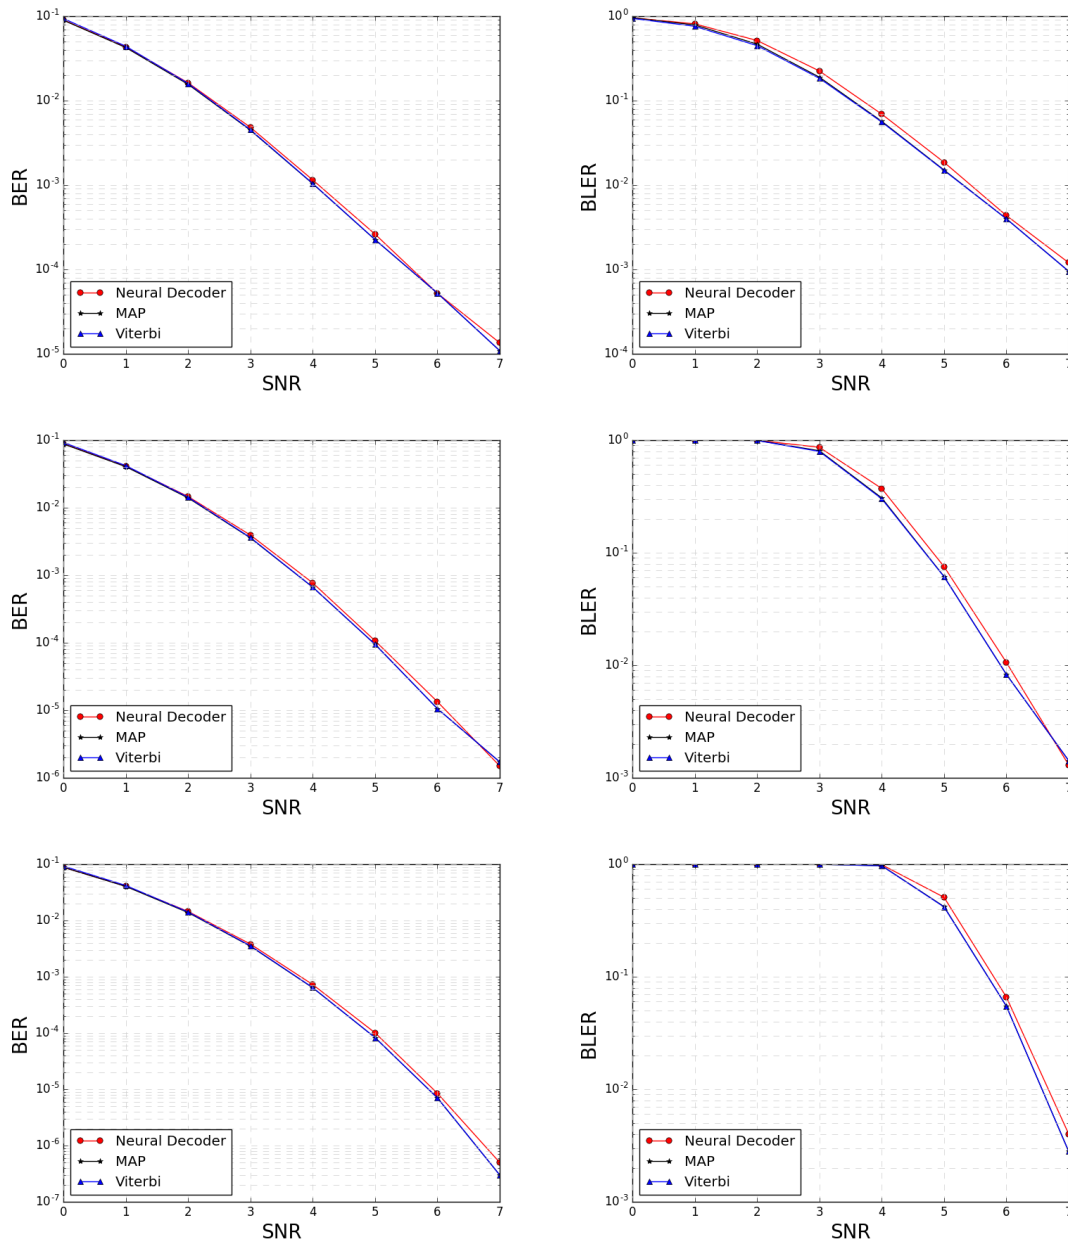 10^-1
10^-2
10^-3
10^-4
10^-5
BER
0 1 2 3 4 5 6 7
SNR
Neural Decoder
MAP
Viterbi
10^0
10^-1
10^-2
10^-3
10^-4
BLER
0 1 2 3 4 5 6 7
SNR
Neural Decoder
MAP
Viterbi
10^-1
10^-2
10^-3
10^-4
10^-5
10^-6
BER
0 1 2 3 4 5 6 7
SNR
Neural Decoder
MAP
Viterbi
10^0
10^-1
10^-2
10^-3
BLER
0 1 2 3 4 5 6 7
SNR
Neural Decoder
MAP
Viterbi
10^-1
10^-2
10^-3
10^-4
10^-5
10^-6
10^-7
BER
0 1 2 3 4 5 6 7
SNR
Neural Decoder
MAP
Viterbi
10^0
10^-1
10^-2
10^-3
BLER
0 1 2 3 4 5 6 7
SNR
Neural Decoder
MAP
Viterbi